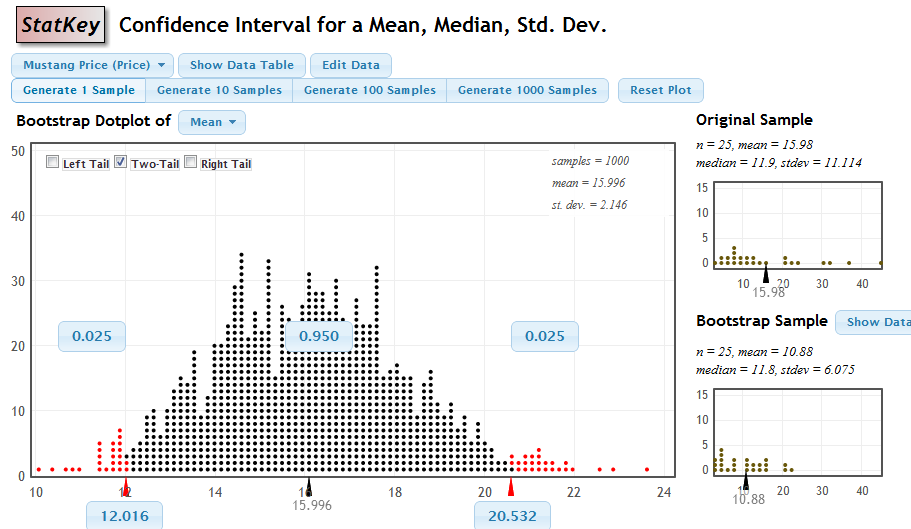 StatKey Confidence Interval for a Mean, Median, Std. Dev.
Mustang Price (Price) Show Data Table Edit Data
Generate 1 Sample Generate 10 Samples Generate 100 Samples Generate 1000 Samples Reset Plot
Bootstrap Dotplot of Mean
Left Tail Two-Tail Right Tail
samples = 1000
mean = 15.996
st. dev. = 2.146
50
40
30
20
10
0
0.025 0.950 0.025
10 12 14 16 18 20 22 24
15.996
12.016 20.532
Original Sample
n = 25, mean = 15.98
median = 11.9, stdev = 11.114
15
10
5
0
10 20 30 40
15.98
Bootstrap Sample Show Data
n = 25, mean = 10.88
median = 11.8, stdev = 6.075
15
10
5
0
10 20 30 40
10.88